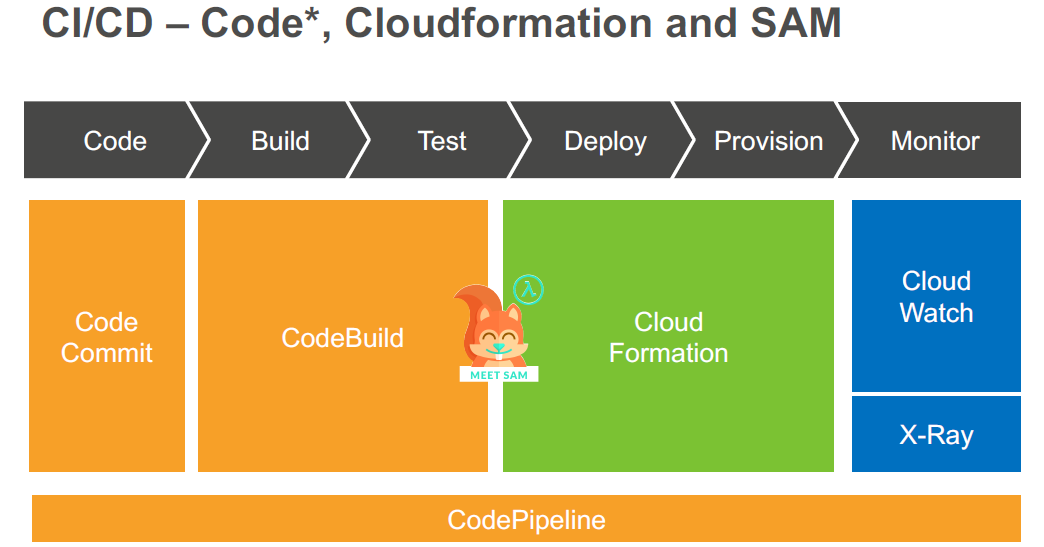 CI/CD – Code*, Cloudformation and SAM
Code
Build
Test
Deploy
Provision
Monitor
Code
Commit
CodeBuild
λ
MEET SAM
Cloud
Formation
Cloud
Watch
X-Ray
CodePipeline